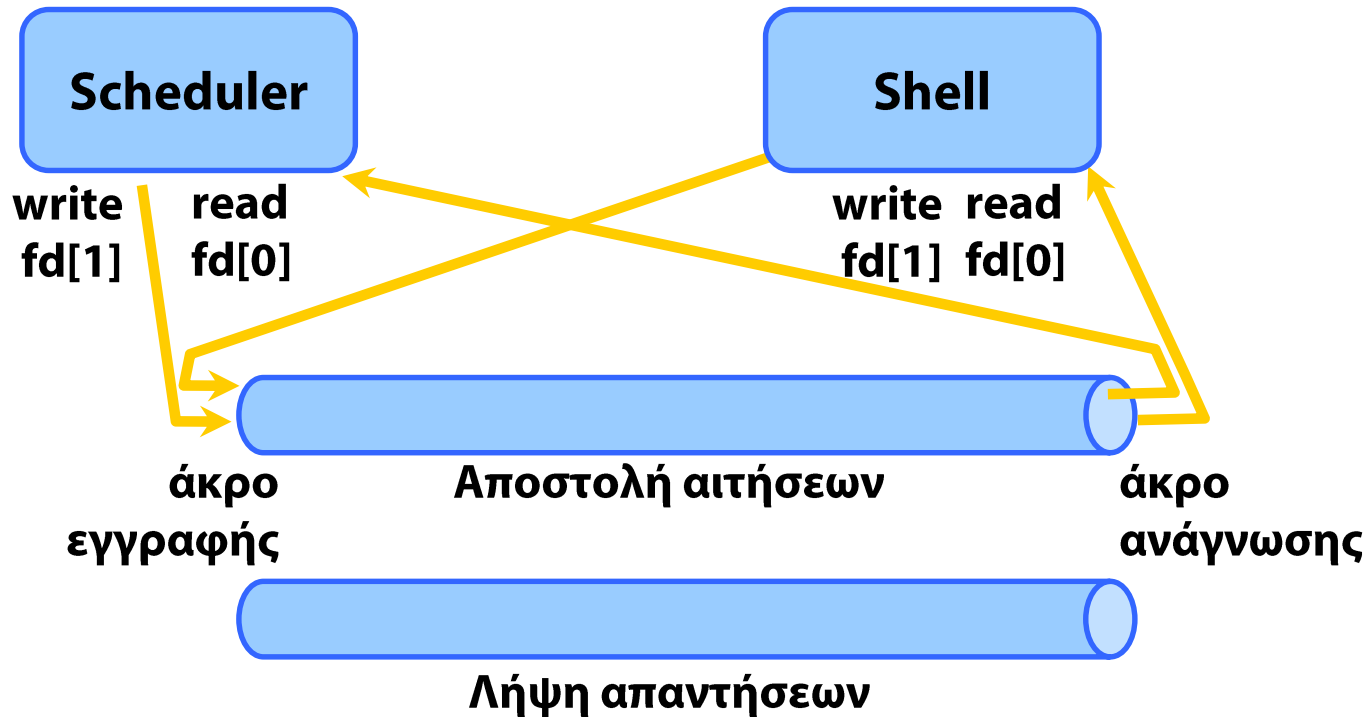 Scheduler
Shell
write read
fd[1] fd[0]
write read
fd[1] fd[0]
άκρο
εγγραφής
Αποστολή αιτήσεων
άκρο
ανάγνωσης
Λήψη απαντήσεων